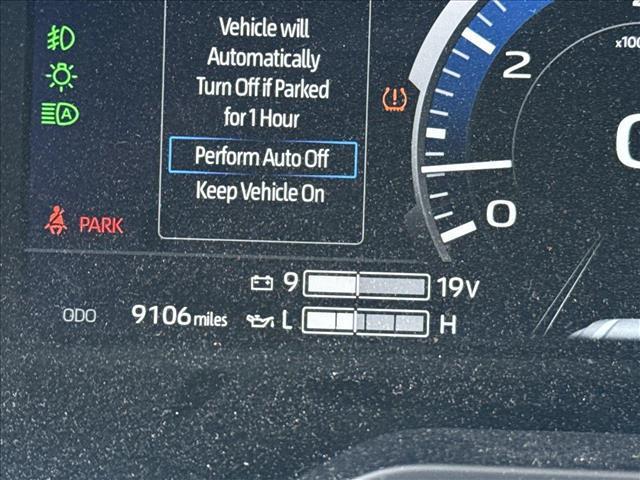 Vehicle will
Automatically
Turn Off if Parked
for 1 Hour
Perform Auto Off
Keep Vehicle On
A
PARK
x100
2
0
9 19V
ODO 9106 miles L H